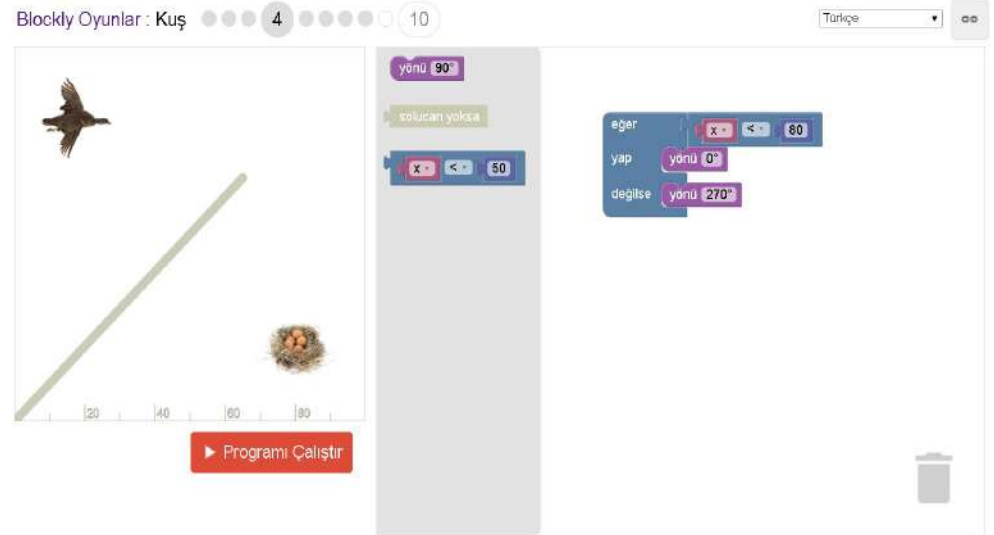 Blockly Oyunlar : Kuş 4 10 Türkçe
yönü 90°
solucan yoksa
x < 50
eğer x < 80
yap yönü 0°
değilse yönü 270°
20 40 60 80
Programı Çalıştır